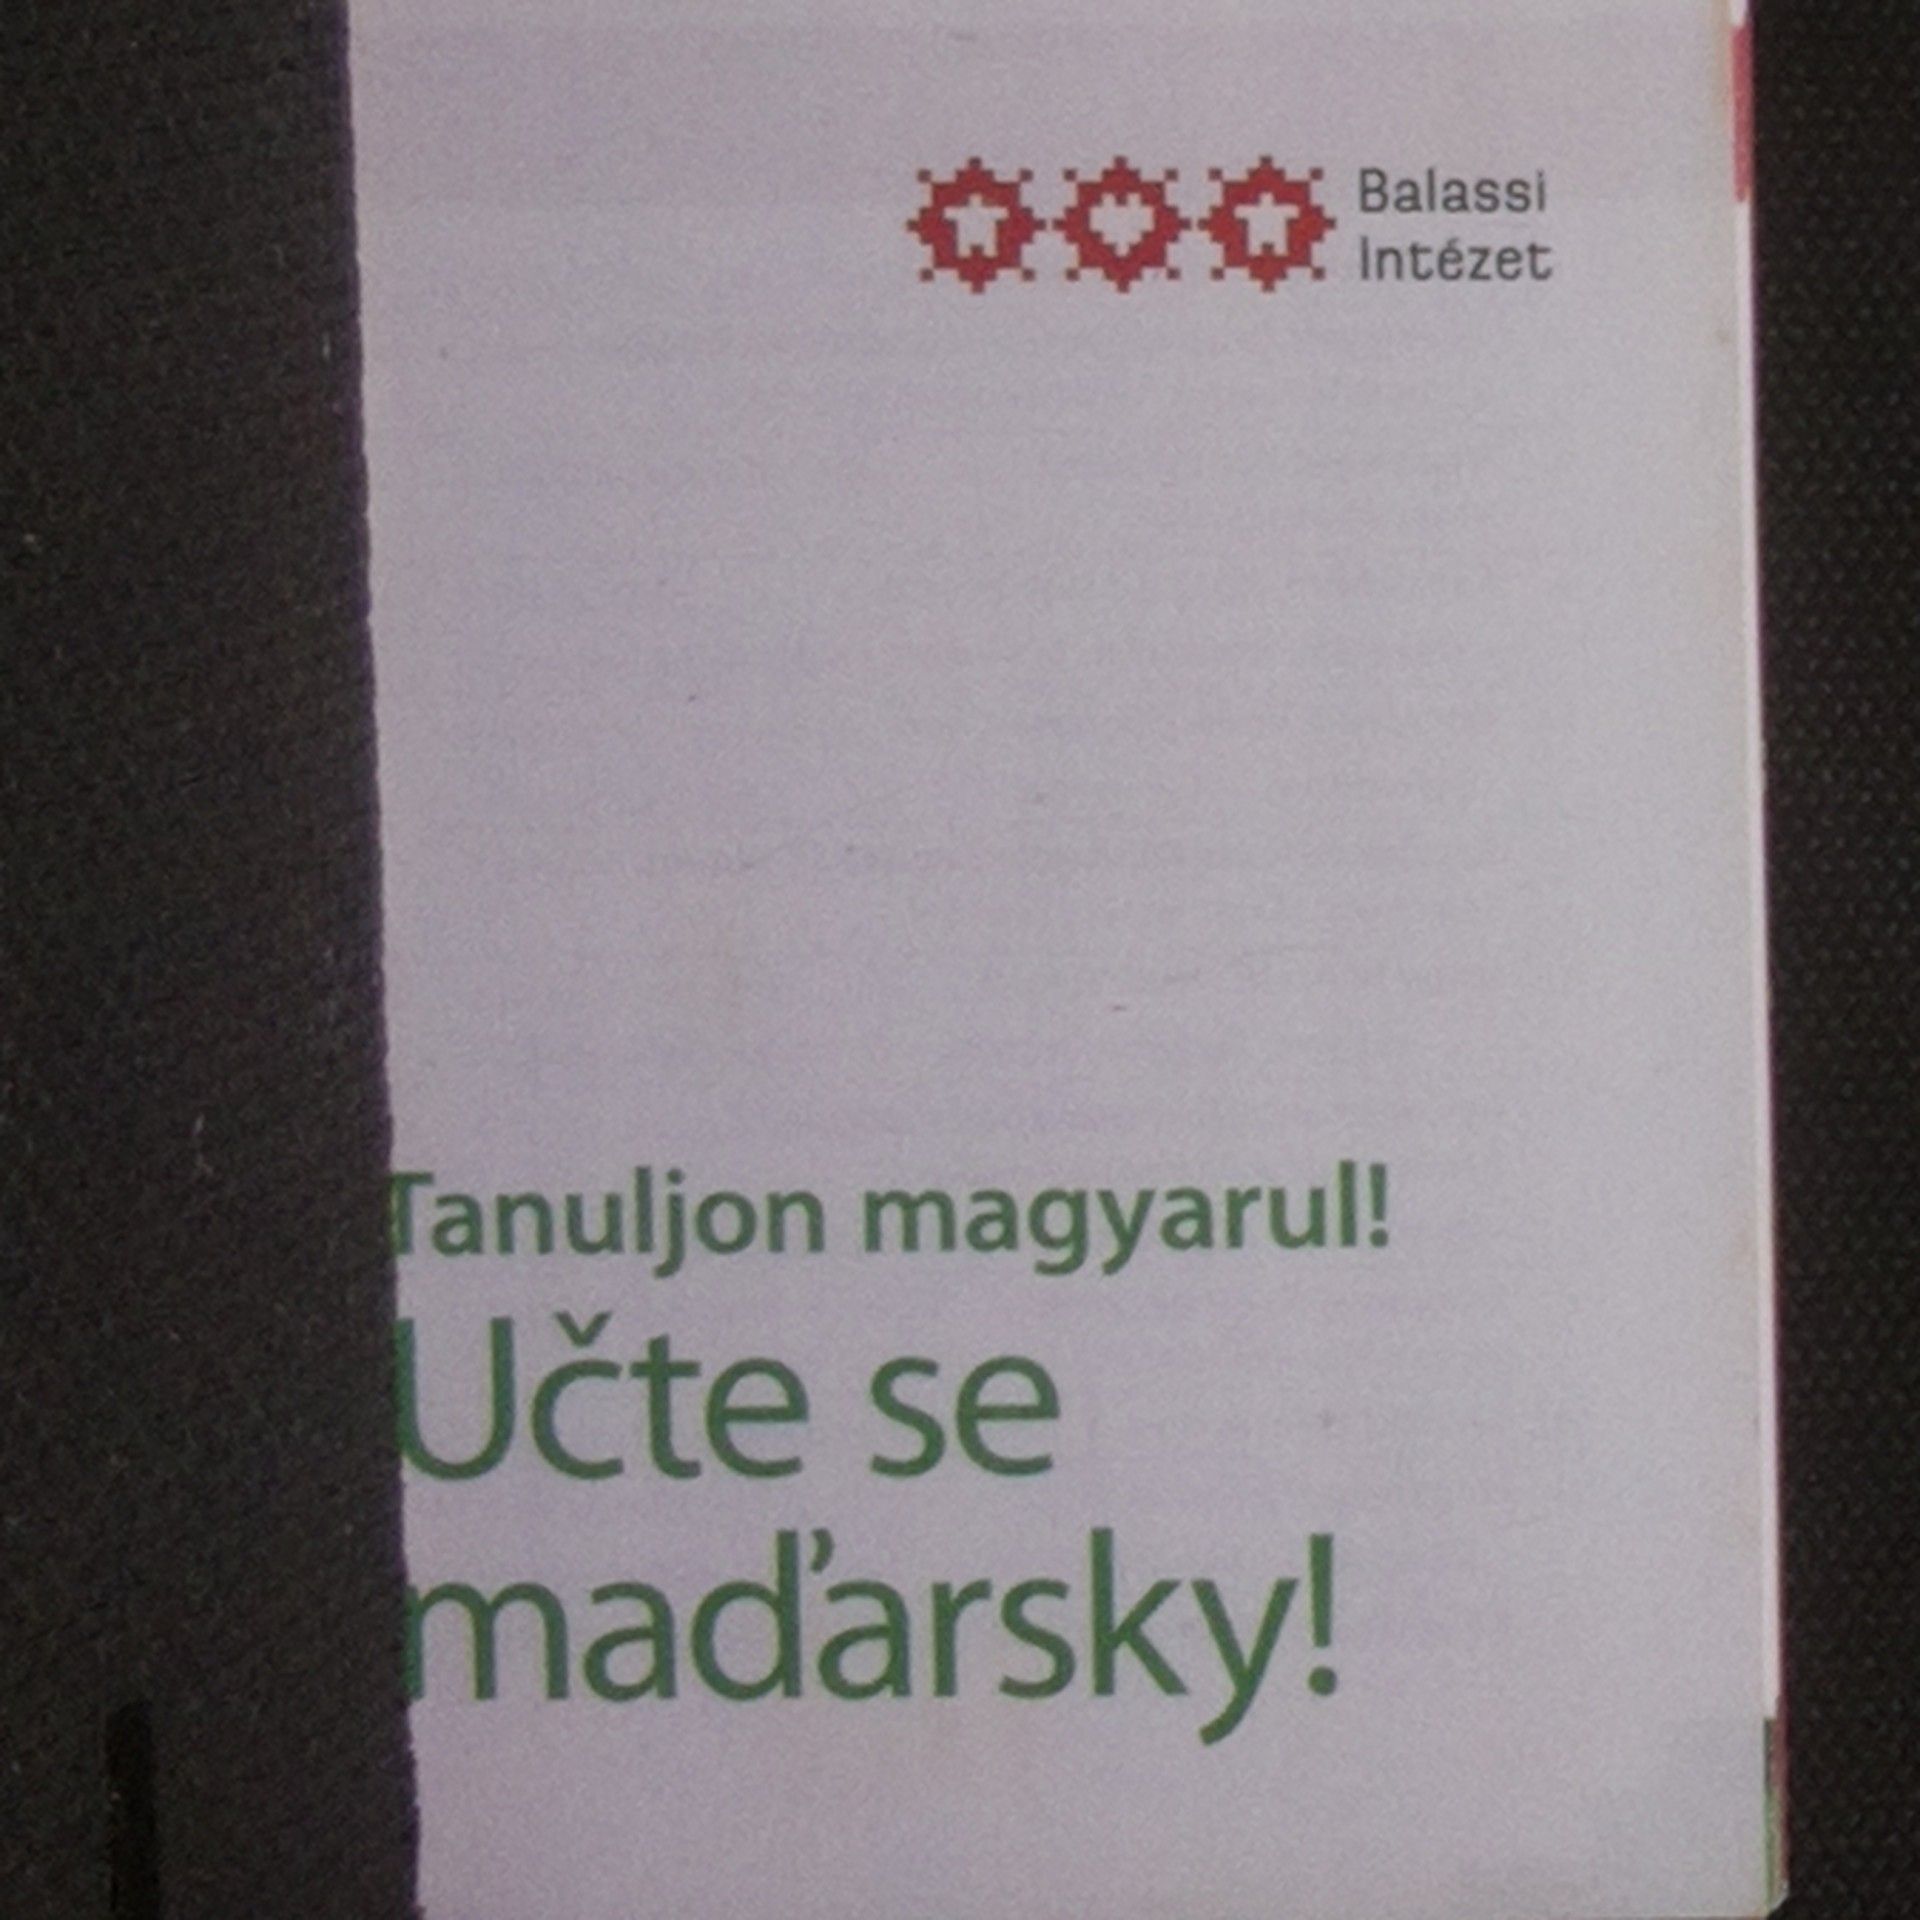 Balassi
Intézet
Tanuljon magyarul!
Učte se
maďarsky!